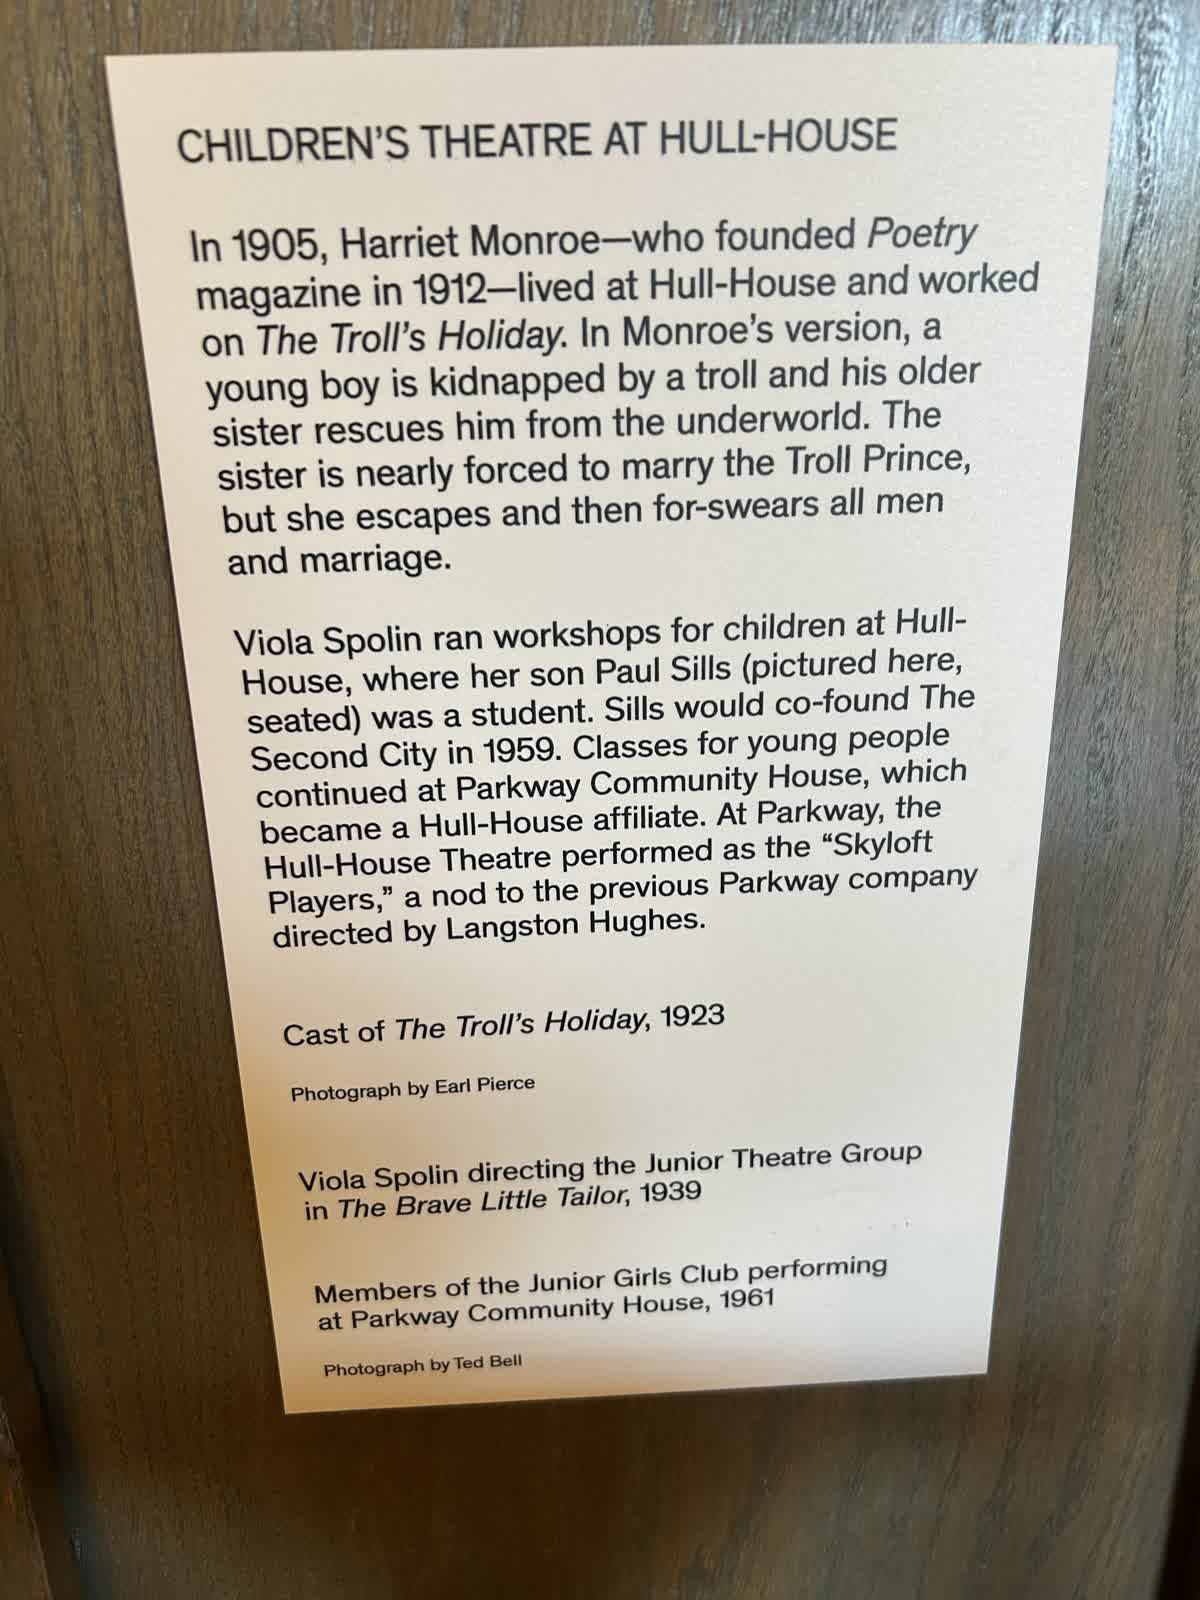 CHILDREN'S THEATRE AT HULL-HOUSE
In 1905, Harriet Monroe—who founded Poetry
magazine in 1912—lived at Hull-House and worked
on The Troll's Holiday. In Monroe's version, a
young boy is kidnapped by a troll and his older
sister rescues him from the underworld. The
sister is nearly forced to marry the Troll Prince,
but she escapes and then for-swears all men
and marriage.
Viola Spolin ran workshops for children at Hull-
House, where her son Paul Sills (pictured here,
seated) was a student. Sills would co-found The
Second City in 1959. Classes for young people
continued at Parkway Community House, which
became a Hull-House affiliate. At Parkway, the
Hull-House Theatre performed as the “Skyloft
Players,” a nod to the previous Parkway company
directed by Langston Hughes.
Cast of The Troll's Holiday, 1923
Photograph by Earl Pierce
Viola Spolin directing the Junior Theatre Group
in The Brave Little Tailor, 1939
Members of the Junior Girls Club performing
at Parkway Community House, 1961
Photograph by Ted Bell